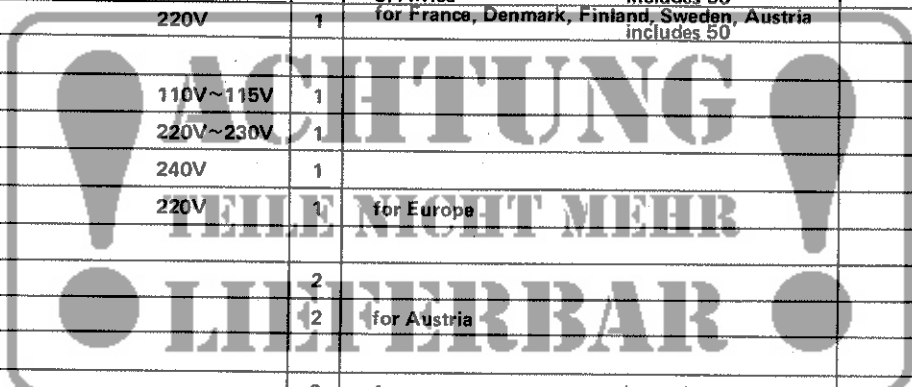 220V 1 for France, Denmark, Finland, Sweden, Austria
includes 50
ACHTUNG
110V~115V 1
220V~230V 1
240V 1
220V 1 for Europe
TEILE NICHT MEHR
2
LIEFERBAR
2 for Austria